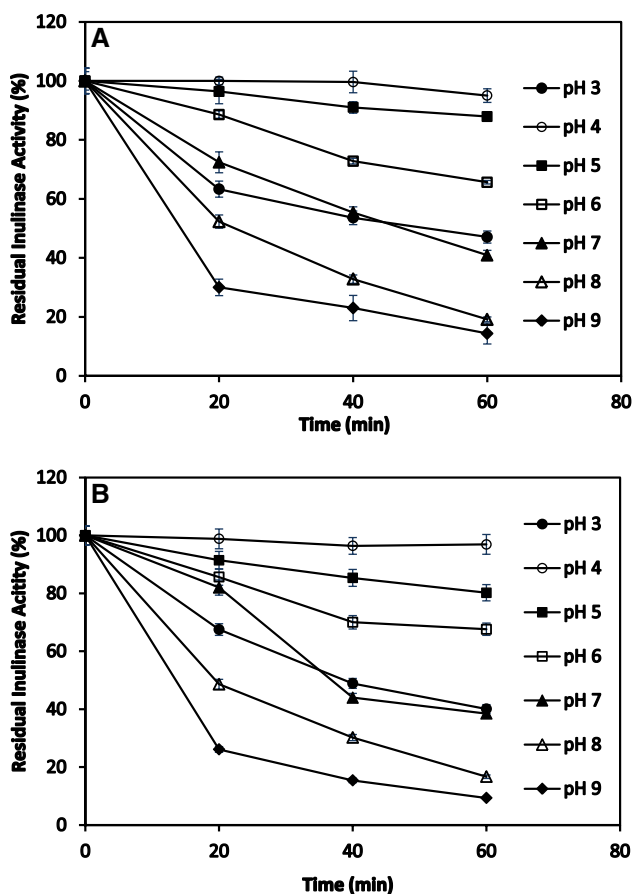 A
Residual Inulinase Activity (%)
120
100
80
60
40
20
0
0 20 40 60 80
Time (min)
pH 3
pH 4
pH 5
pH 6
pH 7
pH 8
pH 9
B
Residual Inulinase Acitity (%)
120
100
80
60
40
20
0
0 20 40 60 80
Time (min)
pH 3
pH 4
pH 5
pH 6
pH 7
pH 8
pH 9